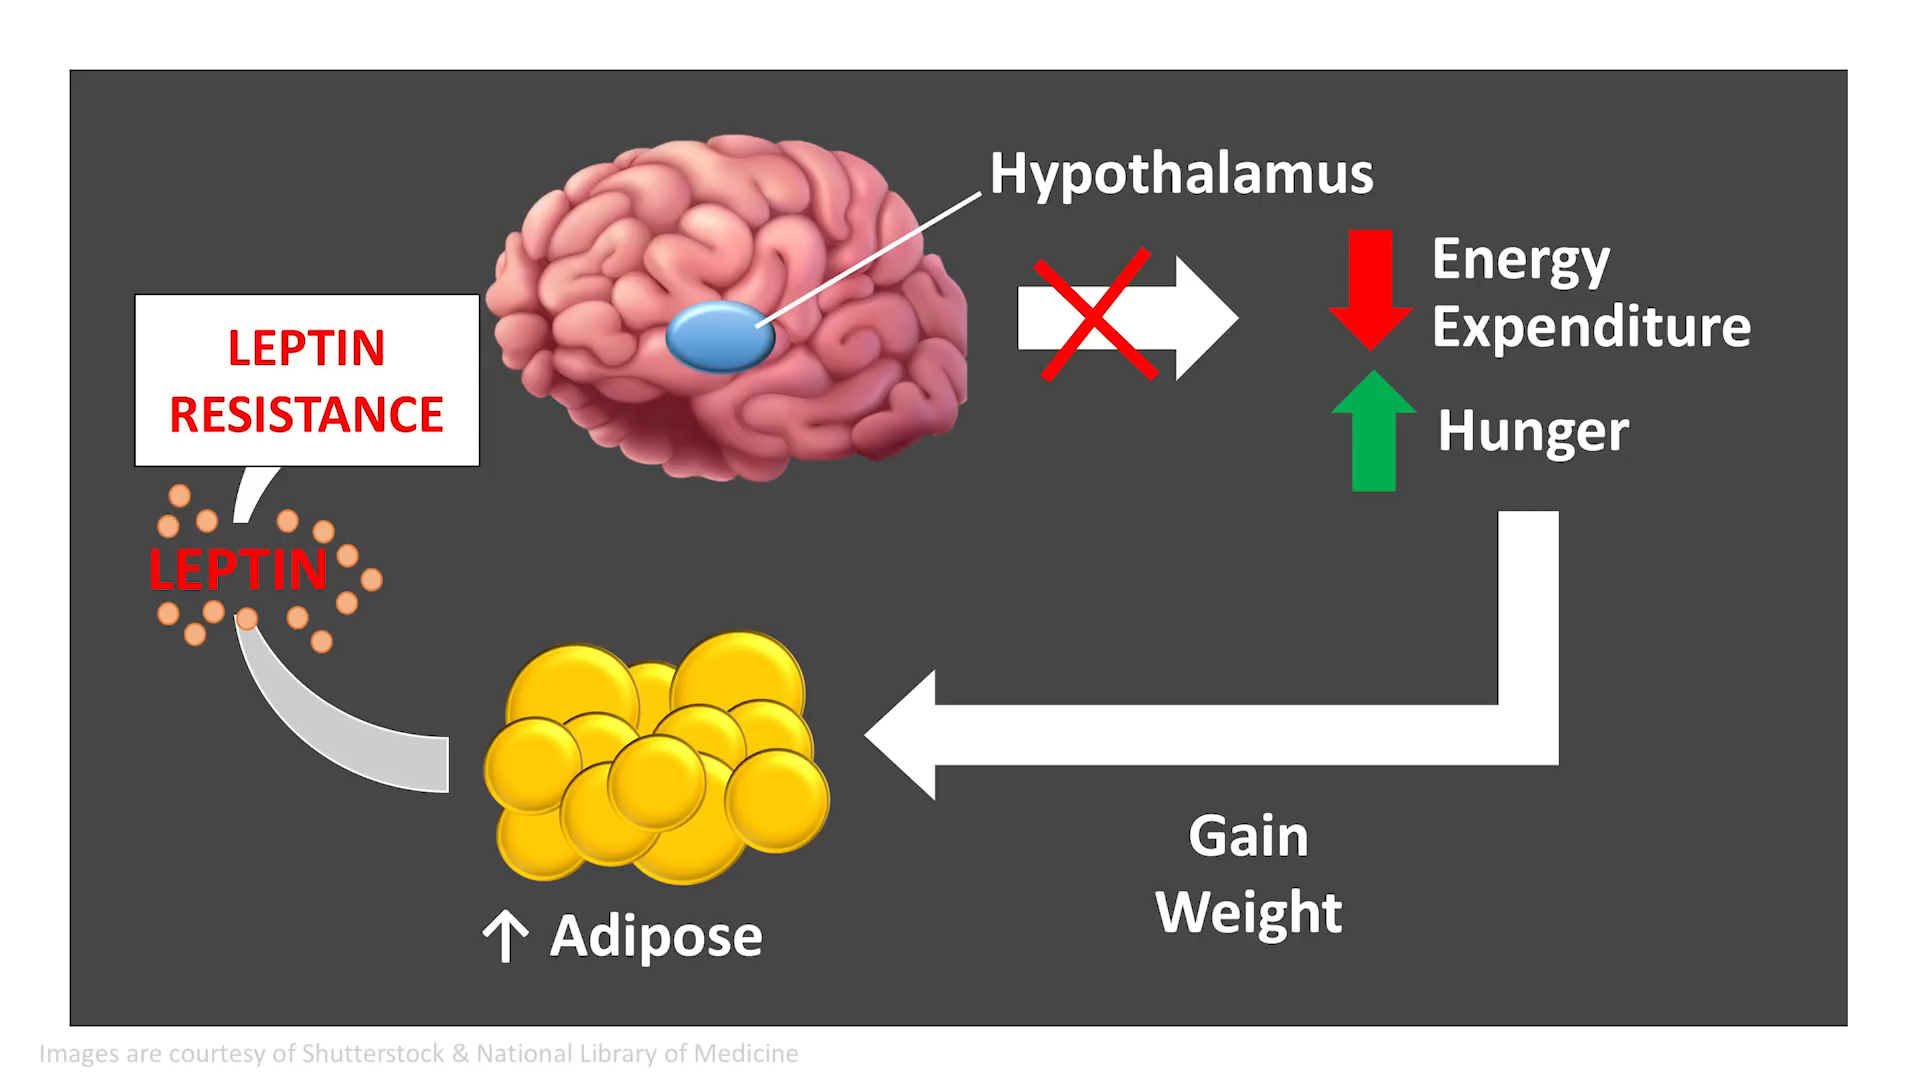 Hypothalamus
Energy
Expenditure
Hunger
LEPTIN
RESISTANCE
LEPTIN
Gain
Weight
↑ Adipose
Images are courtesy of Shutterstock & National Library of Medicine